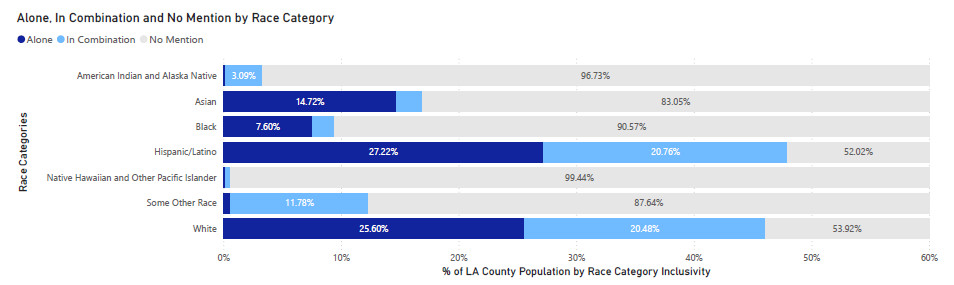 Alone, In Combination and No Mention by Race Category
Alone In Combination No Mention
Race Categories
American Indian and Alaska Native 3.09% 96.73%
Asian 14.72% 83.05%
Black 7.60% 90.57%
Hispanic/Latino 27.22% 20.76% 52.02%
Native Hawaiian and Other Pacific Islander 99.44%
Some Other Race 11.78% 87.64%
White 25.60% 20.48% 53.92%
0% 10% 20% 30% 40% 50% 60%
% of LA County Population by Race Category Inclusivity